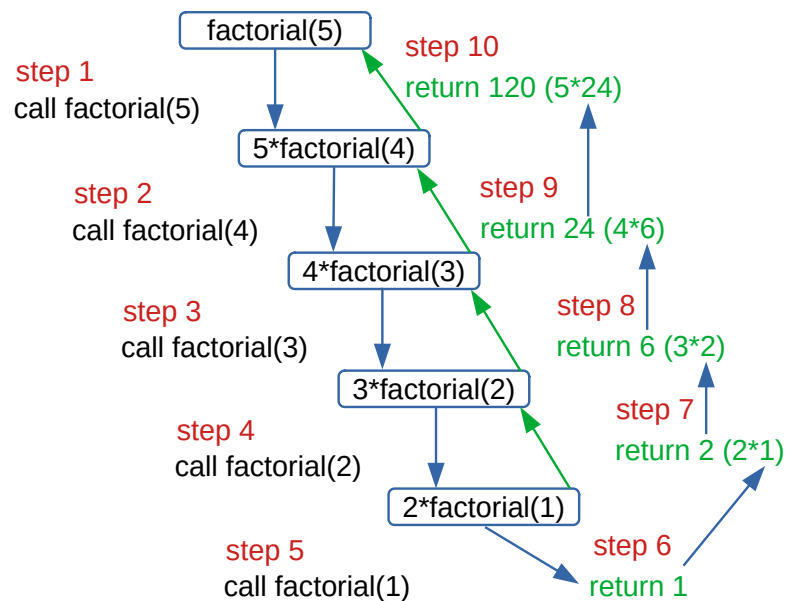 factorial(5)
step 10
return 120 (5*24)
step 1
call factorial(5)
5*factorial(4)
step 9
return 24 (4*6)
step 2
call factorial(4)
4*factorial(3)
step 8
return 6 (3*2)
step 3
call factorial(3)
3*factorial(2)
step 7
return 2 (2*1)
step 4
call factorial(2)
2*factorial(1)
step 6
return 1
step 5
call factorial(1)